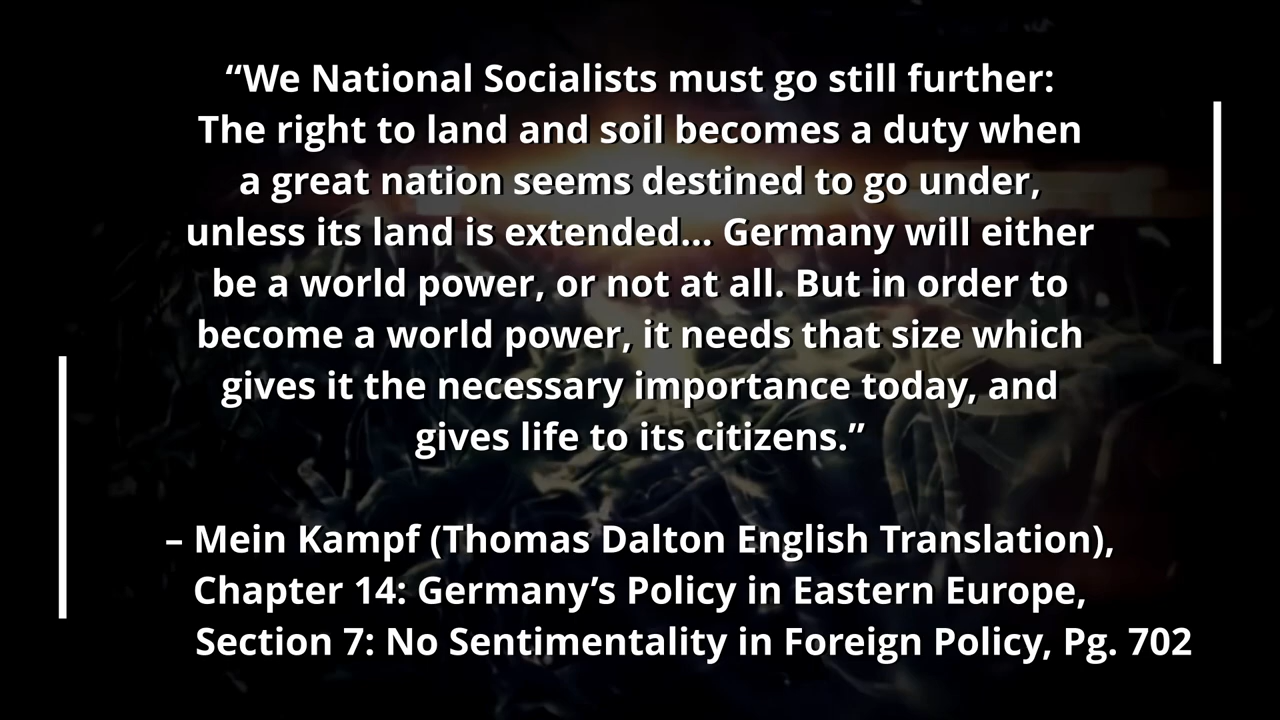 “We National Socialists must go still further:
The right to land and soil becomes a duty when
a great nation seems destined to go under,
unless its land is extended... Germany will either
be a world power, or not at all. But in order to
become a world power, it needs that size which
gives it the necessary importance today, and
gives life to its citizens.”
– Mein Kampf (Thomas Dalton English Translation),
Chapter 14: Germany’s Policy in Eastern Europe,
Section 7: No Sentimentality in Foreign Policy, Pg. 702